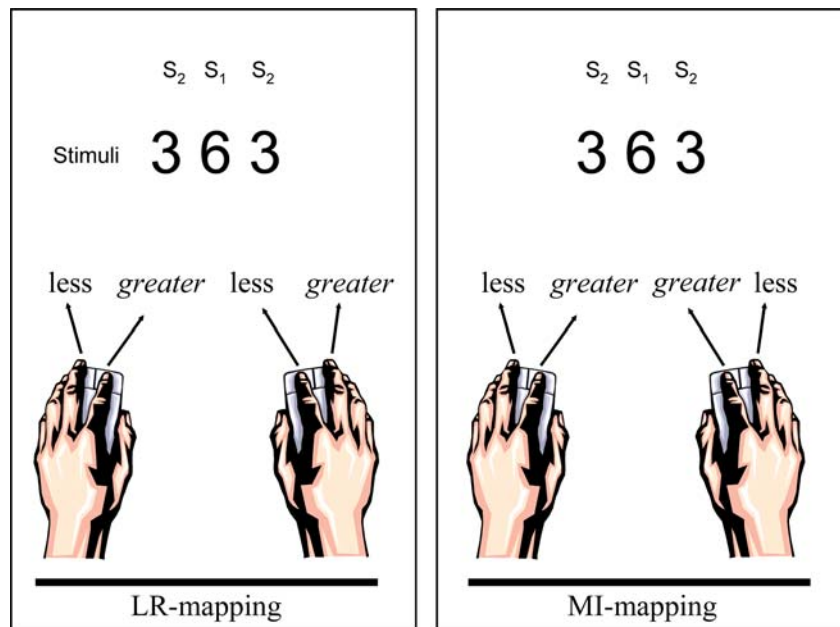 S₂ S₁ S₂
Stimuli 3 6 3
less greater less greater
LR-mapping
S₂ S₁ S₂
3 6 3
less greater greater less
MI-mapping